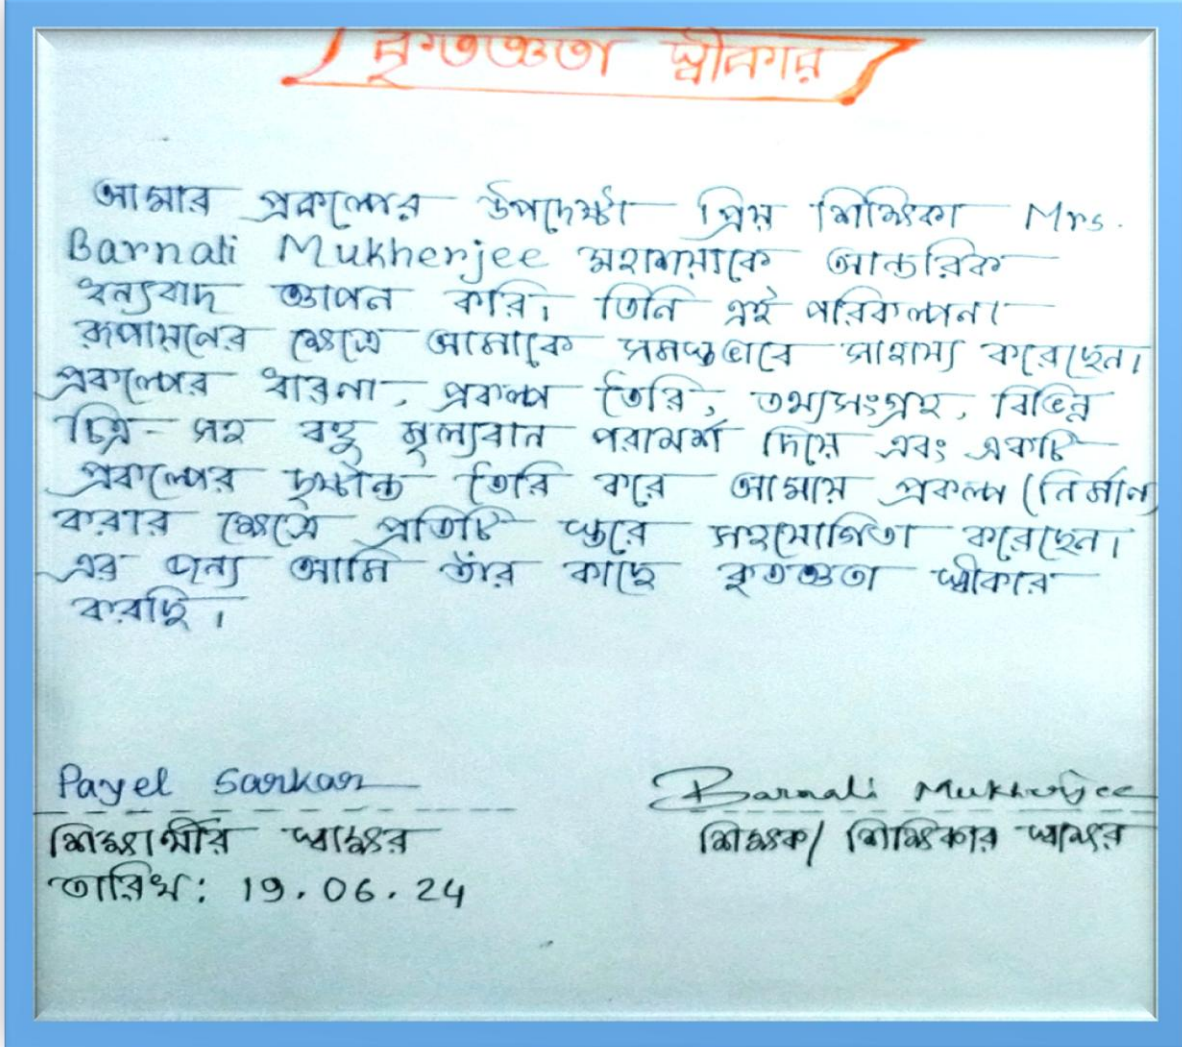 কৃতজ্ঞতা স্বীকার
আমার প্রকল্পের উপদেষ্টা প্রিয় শিক্ষিকা Mrs.
Barnali Mukherjee মহাশয়াকে আন্তরিক
ধন্যবাদ জ্ঞাপন করি। তিনি এই পরিকল্পনা
রূপায়নের ক্ষেত্রে আমাকে সমস্তভাবে সাহায্য করেছেন।
প্রকল্পের ধারনা, প্রকল্প তৈরি, তথ্যসংগ্রহ, বিভিন্ন
চিত্র-সহ বহু মূল্যবান পরামর্শ দিয়ে এবং একটি
প্রকল্পের দৃষ্টান্ত তৈরি করে আমায় প্রকল্প নির্মান
করার ক্ষেত্রে প্রতিটি স্তরে সহযোগিতা করেছেন।
এর জন্য আমি তাঁর কাছে কৃতজ্ঞতা স্বীকার
করছি।
Payel Sarkar
শিক্ষার্থীর স্বাক্ষর
তারিখ: 19.06.24
Barnali Mukherjee
শিক্ষক/শিক্ষিকার স্বাক্ষর